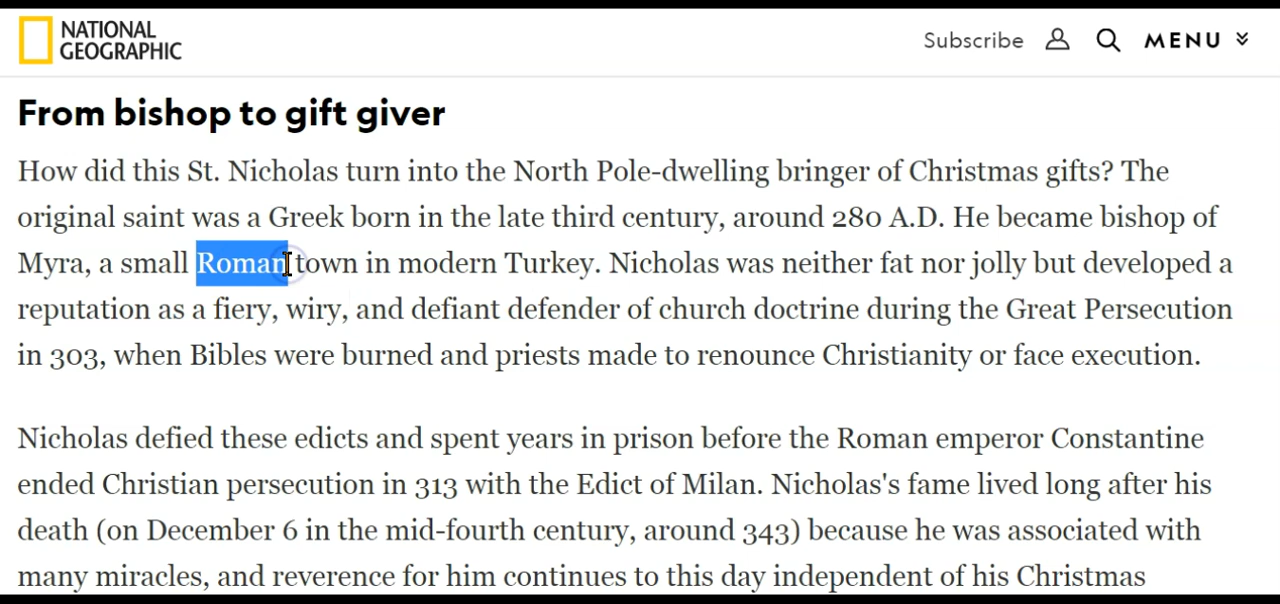 NATIONAL
GEOGRAPHIC
Subscribe
MENU
From bishop to gift giver
How did this St. Nicholas turn into the North Pole-dwelling bringer of Christmas gifts? The
original saint was a Greek born in the late third century, around 280 A.D. He became bishop of
Myra, a small Roman town in modern Turkey. Nicholas was neither fat nor jolly but developed a
reputation as a fiery, wiry, and defiant defender of church doctrine during the Great Persecution
in 303, when Bibles were burned and priests made to renounce Christianity or face execution.
Nicholas defied these edicts and spent years in prison before the Roman emperor Constantine
ended Christian persecution in 313 with the Edict of Milan. Nicholas's fame lived long after his
death (on December 6 in the mid-fourth century, around 343) because he was associated with
many miracles, and reverence for him continues to this day independent of his Christmas